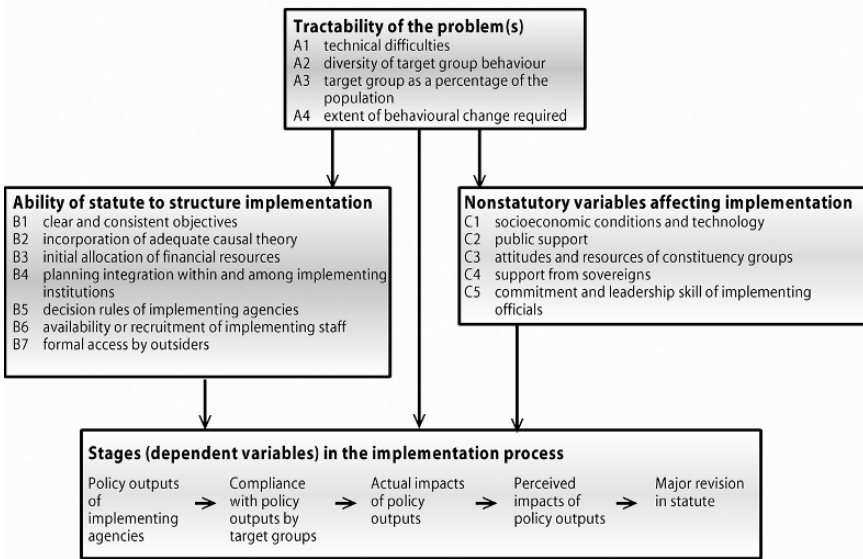 Tractability of the problem(s)
A1 technical difficulties
A2 diversity of target group behaviour
A3 target group as a percentage of the
population
A4 extent of behavioural change required
Ability of statute to structure implementation
B1 clear and consistent objectives
B2 incorporation of adequate causal theory
B3 initial allocation of financial resources
B4 planning integration within and among implementing
institutions
B5 decision rules of implementing agencies
B6 availability or recruitment of implementing staff
B7 formal access by outsiders
Nonstatutory variables affecting implementation
C1 socioeconomic conditions and technology
C2 public support
C3 attitudes and resources of constituency groups
C4 support from sovereigns
C5 commitment and leadership skill of implementing
officials
Stages (dependent variables) in the implementation process
Policy outputs
of
implementing
agencies
Compliance
with policy
outputs by
target groups
Actual impacts
of policy
outputs
Perceived
impacts of
policy outputs
Major revision
in statute